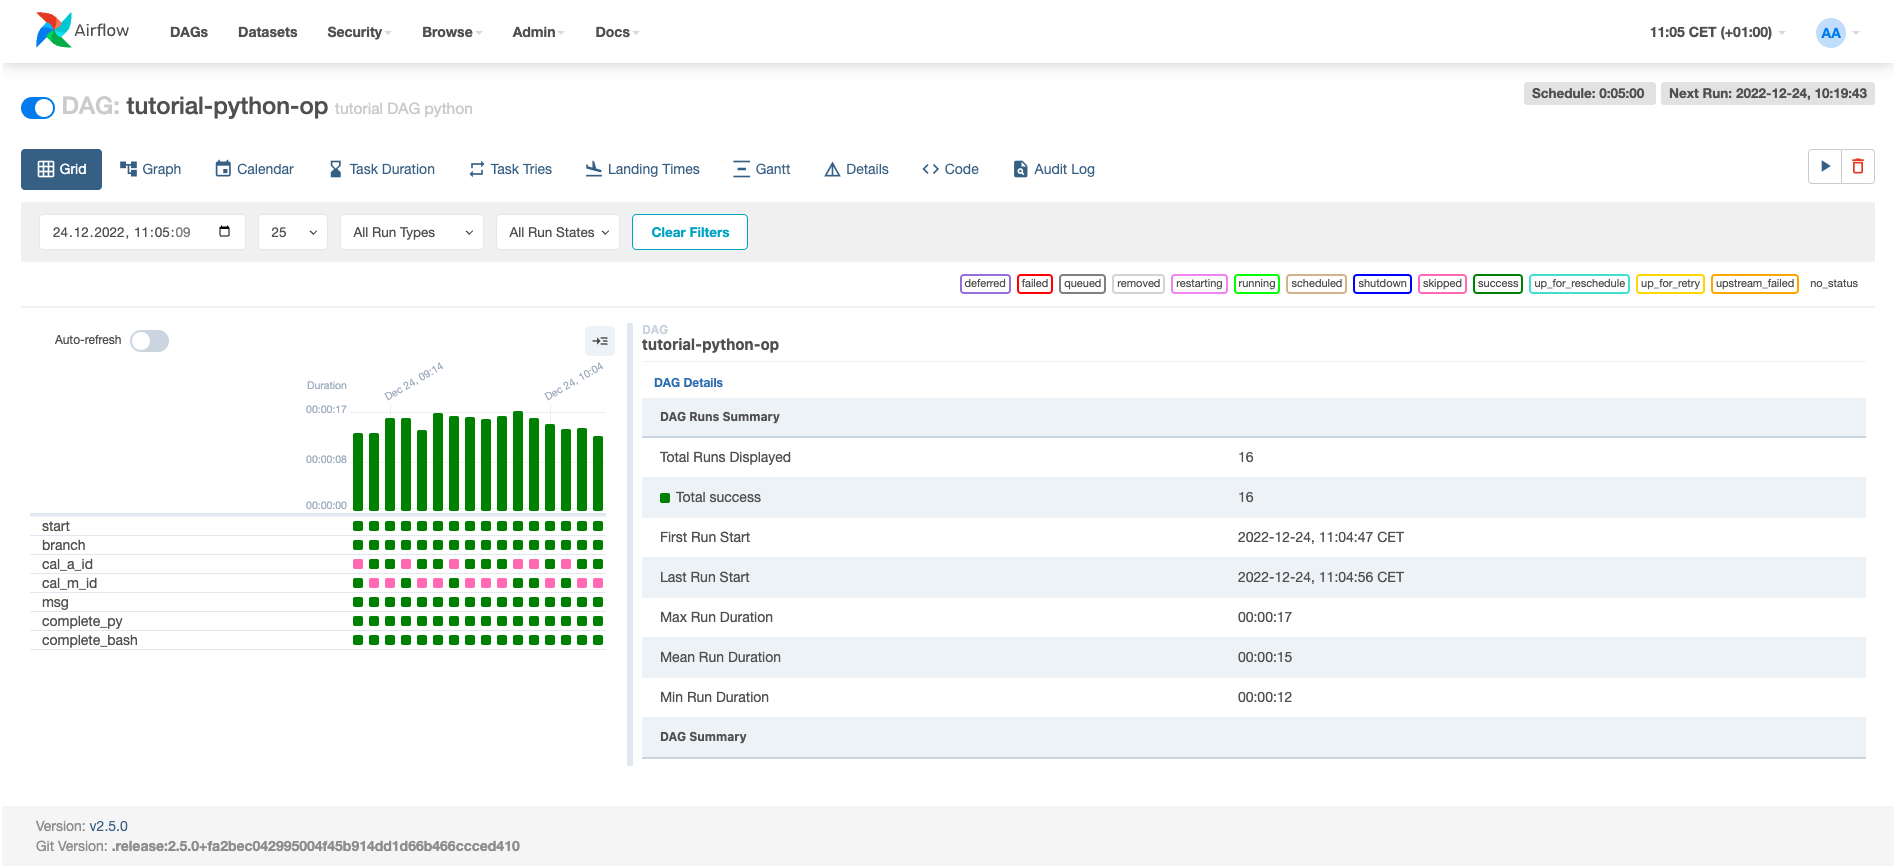 Airflow DAGs Datasets Security Browse Admin Docs 11:05 CET (+01:00) AA
DAG: tutorial-python-op tutorial DAG python
Schedule: 0:05:00 Next Run: 2022-12-24, 10:19:43
Grid Graph Calendar Task Duration Task Tries Landing Times Gantt Details Code Audit Log
24.12.2022, 11:05:09 25 All Run Types All Run States Clear Filters
deferred failed queued removed restarting running scheduled shutdown skipped success up_for_reschedule up_for_retry upstream_failed no_status
Auto-refresh
Duration
Dec 24, 09:14
Dec 24, 10:04
00:00:17
00:00:08
00:00:00
start
branch
cal_a_id
cal_m_id
msg
complete_py
complete_bash
DAG
tutorial-python-op
DAG Details
DAG Runs Summary
Total Runs Displayed 16
Total success 16
First Run Start 2022-12-24, 11:04:47 CET
Last Run Start 2022-12-24, 11:04:56 CET
Max Run Duration 00:00:17
Mean Run Duration 00:00:15
Min Run Duration 00:00:12
DAG Summary
Version: v2.5.0
Git Version: .release:2.5.0+fa2bec042995004f45b914dd1d66b466ccced410